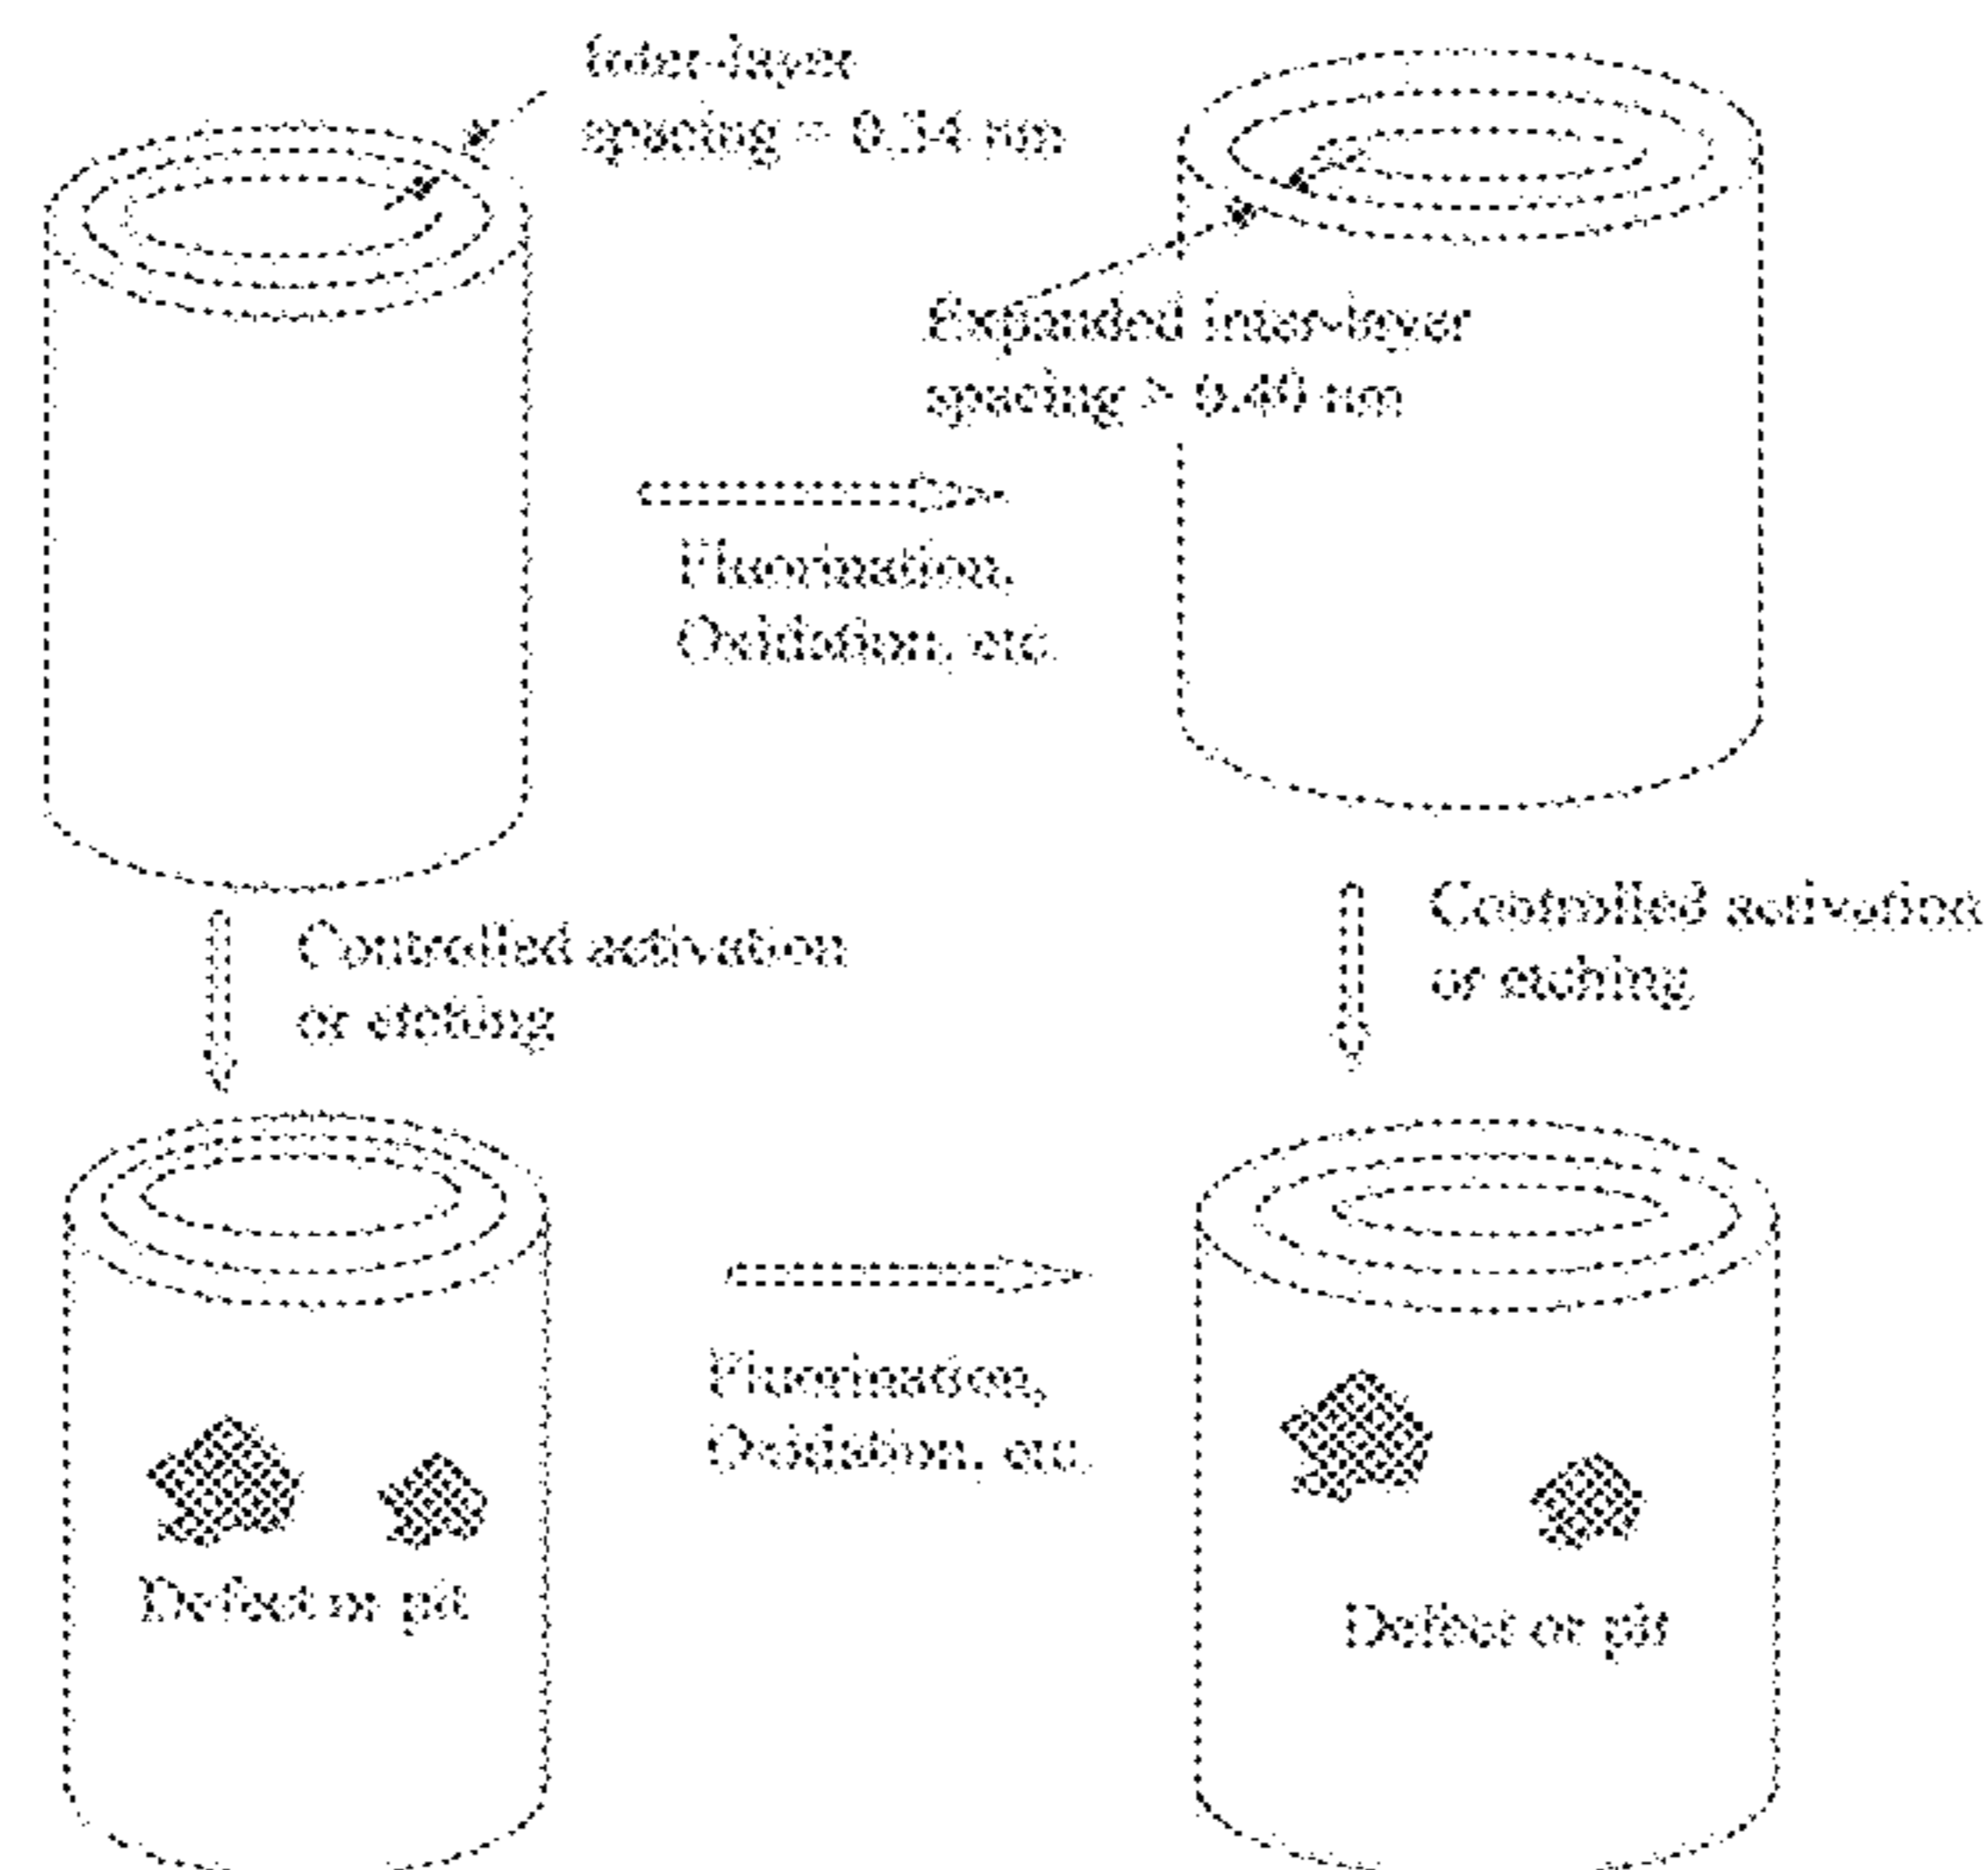 Inter-layer
spacing = 0.34 nm
Expanded inter-layer
spacing > 0.40 nm
Fluorination,
Oxidation, etc.
Controlled activation
or etching
Controlled activation
or etching
Fluorination,
Oxidation, etc.
Defect or pit
Defect or pit